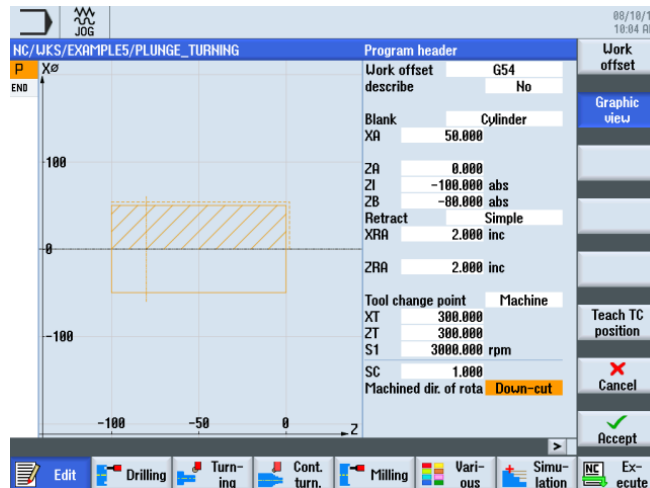 JOG
08/10/1
10:04 A
NC/WKS/EXAMPLE5/PLUNGE_TURNING
P
END
XØ
100
0
-100
-100
-50
0
Z
Program header
Work offset G54
describe No
Blank Cylinder
XA 50.000
ZA 0.000
ZI -100.000 abs
ZB -80.000 abs
Retract Simple
XRA 2.000 inc
ZRA 2.000 inc
Tool change point Machine
XT 300.000
ZT 300.000
S1 3000.000 rpm
SC 1.000
Machined dir. of rota Down-cut
>
Work
offset
Graphic
view
Teach TC
position
Cancel
Accept
Edit
Drilling
Turn-
ing
Cont.
turn.
Milling
Vari-
ous
Simu-
lation
NC
Ex-
ecute